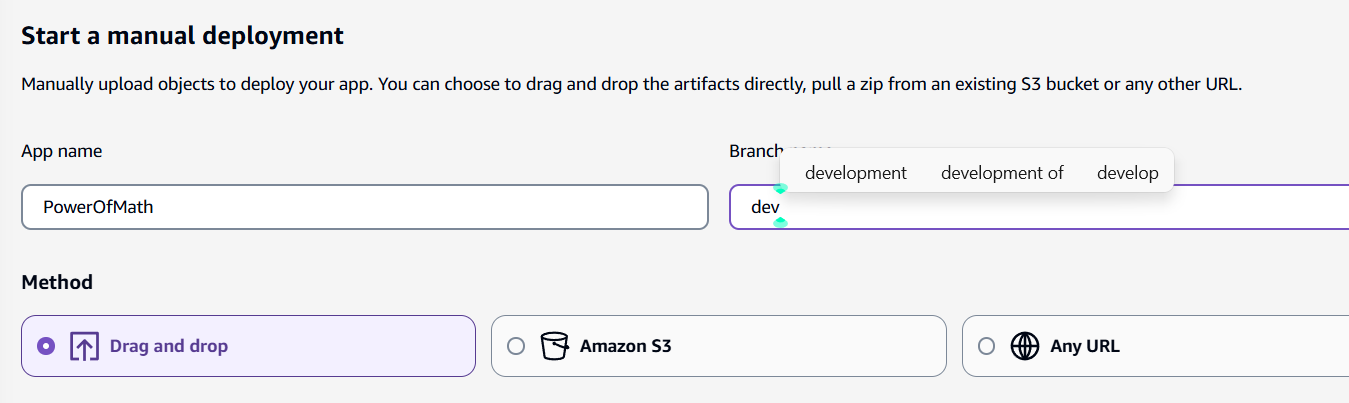 Start a manual deployment
Manually upload objects to deploy your app. You can choose to drag and drop the artifacts directly, pull a zip from an existing S3 bucket or any other URL.
App name
Branch
development development of develop
PowerOfMath
dev
Method
Drag and drop
Amazon S3
Any URL